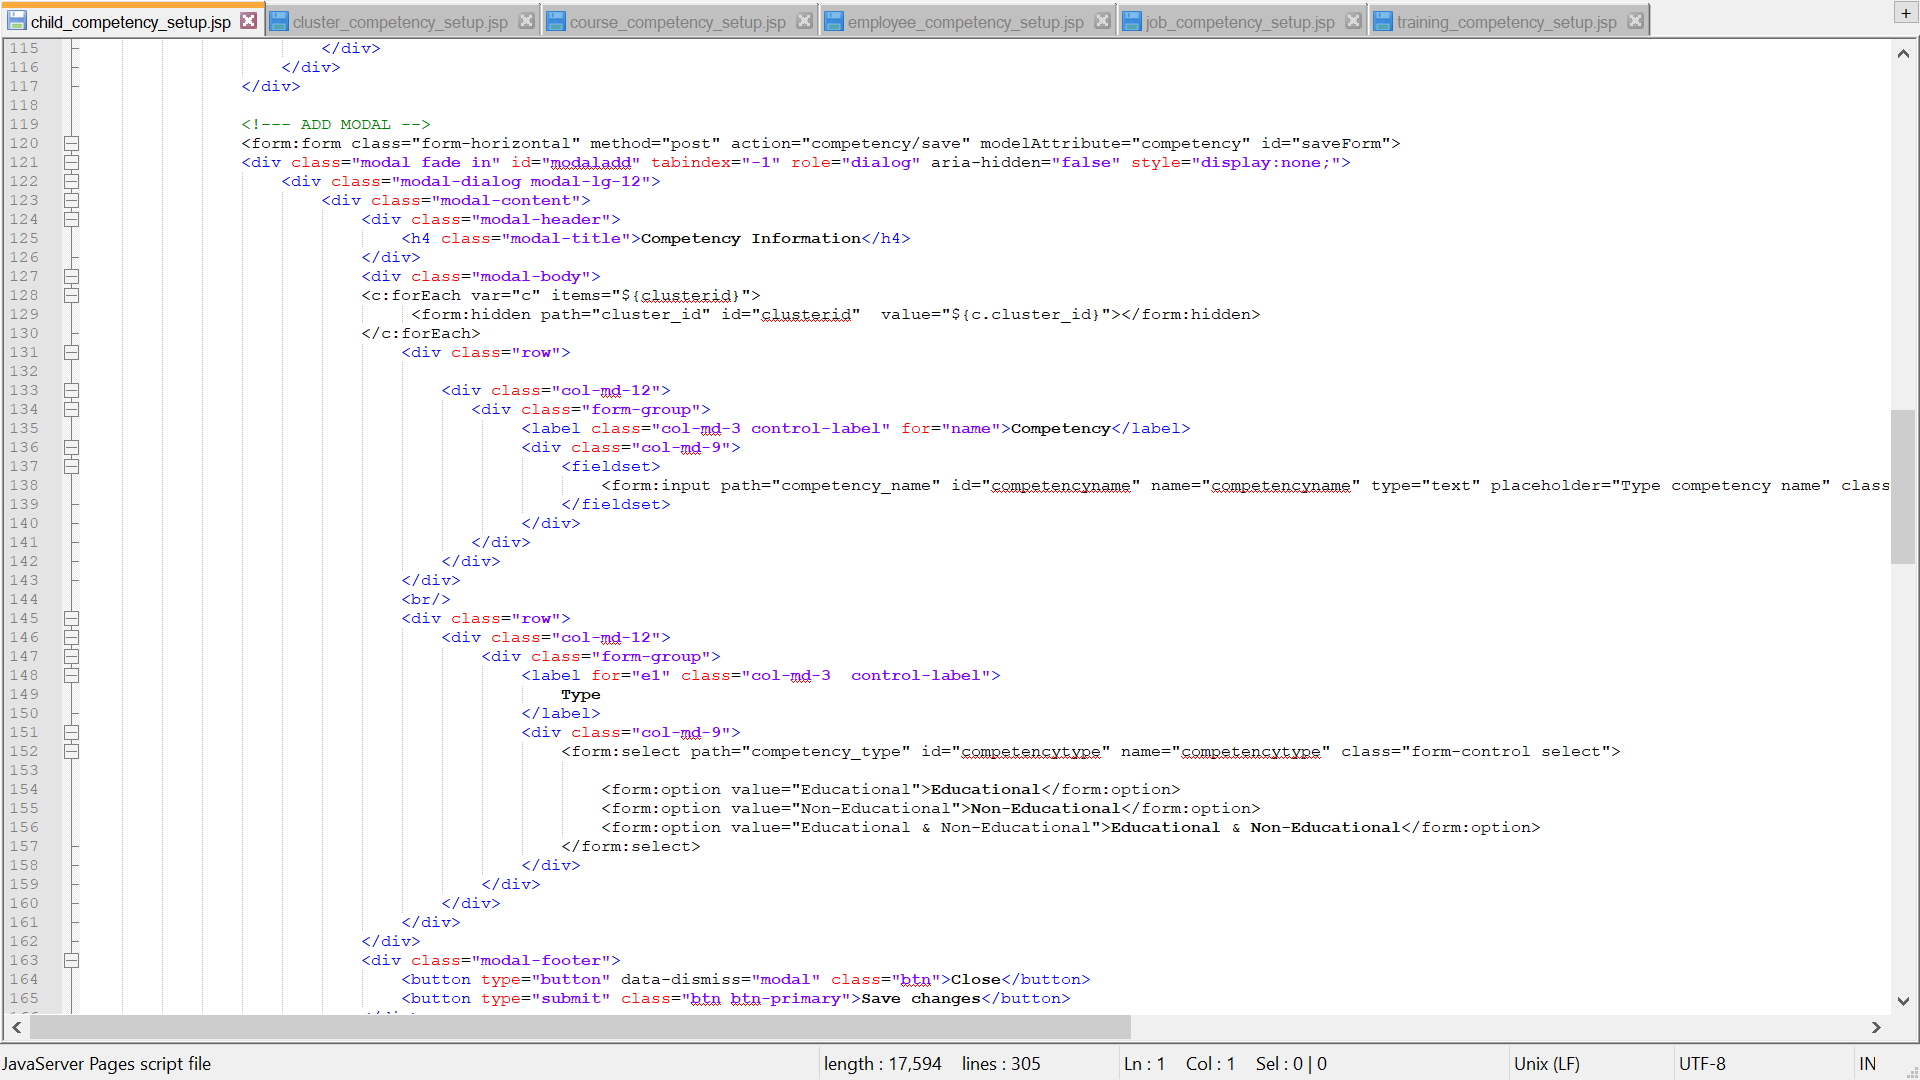 child_competency_setup.jsp cluster_competency_setup.jsp course_competency_setup.jsp employee_competency_setup.jsp job_competency_setup.jsp training_competency_setup.jsp
115 </div>
116 </div>
117 </div>
118
119 <!--- ADD MODAL -->
120 <form:form class="form-horizontal" method="post" action="competency/save" modelAttribute="competency" id="saveForm">
121 <div class="modal fade in" id="modaladd" tabindex="-1" role="dialog" aria-hidden="false" style="display:none;">
122 <div class="modal-dialog modal-lg-12">
123 <div class="modal-content">
124 <div class="modal-header">
125 <h4 class="modal-title">Competency Information</h4>
126 </div>
127 <div class="modal-body">
128 <c:forEach var="c" items="${clusterid}">
129 <form:hidden path="cluster_id" id="clusterid"  value="${c.cluster_id}"></form:hidden>
130 </c:forEach>
131 <div class="row">
132
133 <div class="col-md-12">
134 <div class="form-group">
135 <label class="col-md-3 control-label" for="name">Competency</label>
136 <div class="col-md-9">
137 <fieldset>
138 <form:input path="competency_name" id="competencyname" name="competencyname" type="text" placeholder="Type competency name" class
139 </fieldset>
140 </div>
141 </div>
142 </div>
143 </div>
144 <br/>
145 <div class="row">
146 <div class="col-md-12">
147 <div class="form-group">
148 <label for="e1" class="col-md-3  control-label">
149 Type
150 </label>
151 <div class="col-md-9">
152 <form:select path="competency_type" id="competencytype" name="competencytype" class="form-control select">
153
154 <form:option value="Educational">Educational</form:option>
155 <form:option value="Non-Educational">Non-Educational</form:option>
156 <form:option value="Educational & Non-Educational">Educational & Non-Educational</form:option>
157 </form:select>
158 </div>
159 </div>
160 </div>
161 </div>
162 </div>
163 <div class="modal-footer">
164 <button type="button" data-dismiss="modal" class="btn">Close</button>
165 <button type="submit" class="btn btn-primary">Save changes</button>
JavaServer Pages script file length : 17,594 lines : 305 Ln : 1 Col : 1 Sel : 0 | 0 Unix (LF) UTF-8 IN